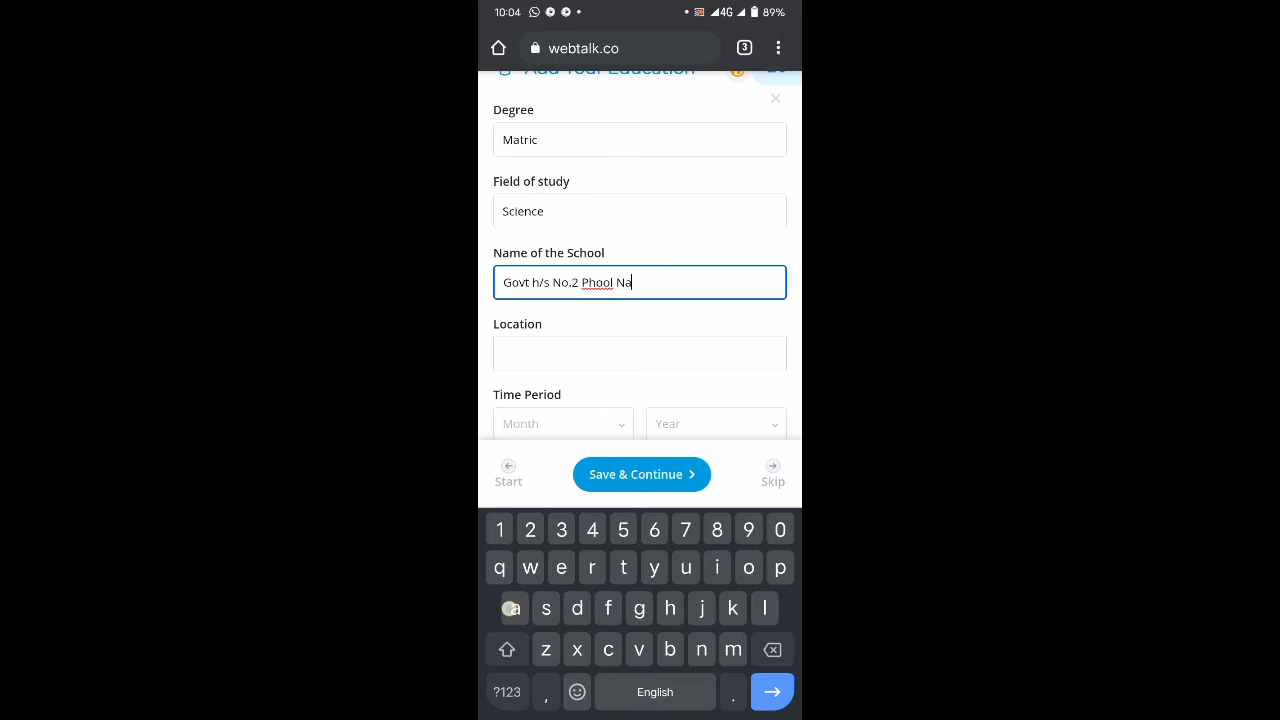 10:04 4G 89%
webtalk.co 3
Add Your Education
Degree
Matric
Field of study
Science
Name of the School
Govt h/s No.2 Phool Na
Location
Time Period
Month Year
Start Save & Continue Skip
1 2 3 4 5 6 7 8 9 0
q w e r t y u i o p
a s d f g h j k l
z x c v b n m
?123 , English .